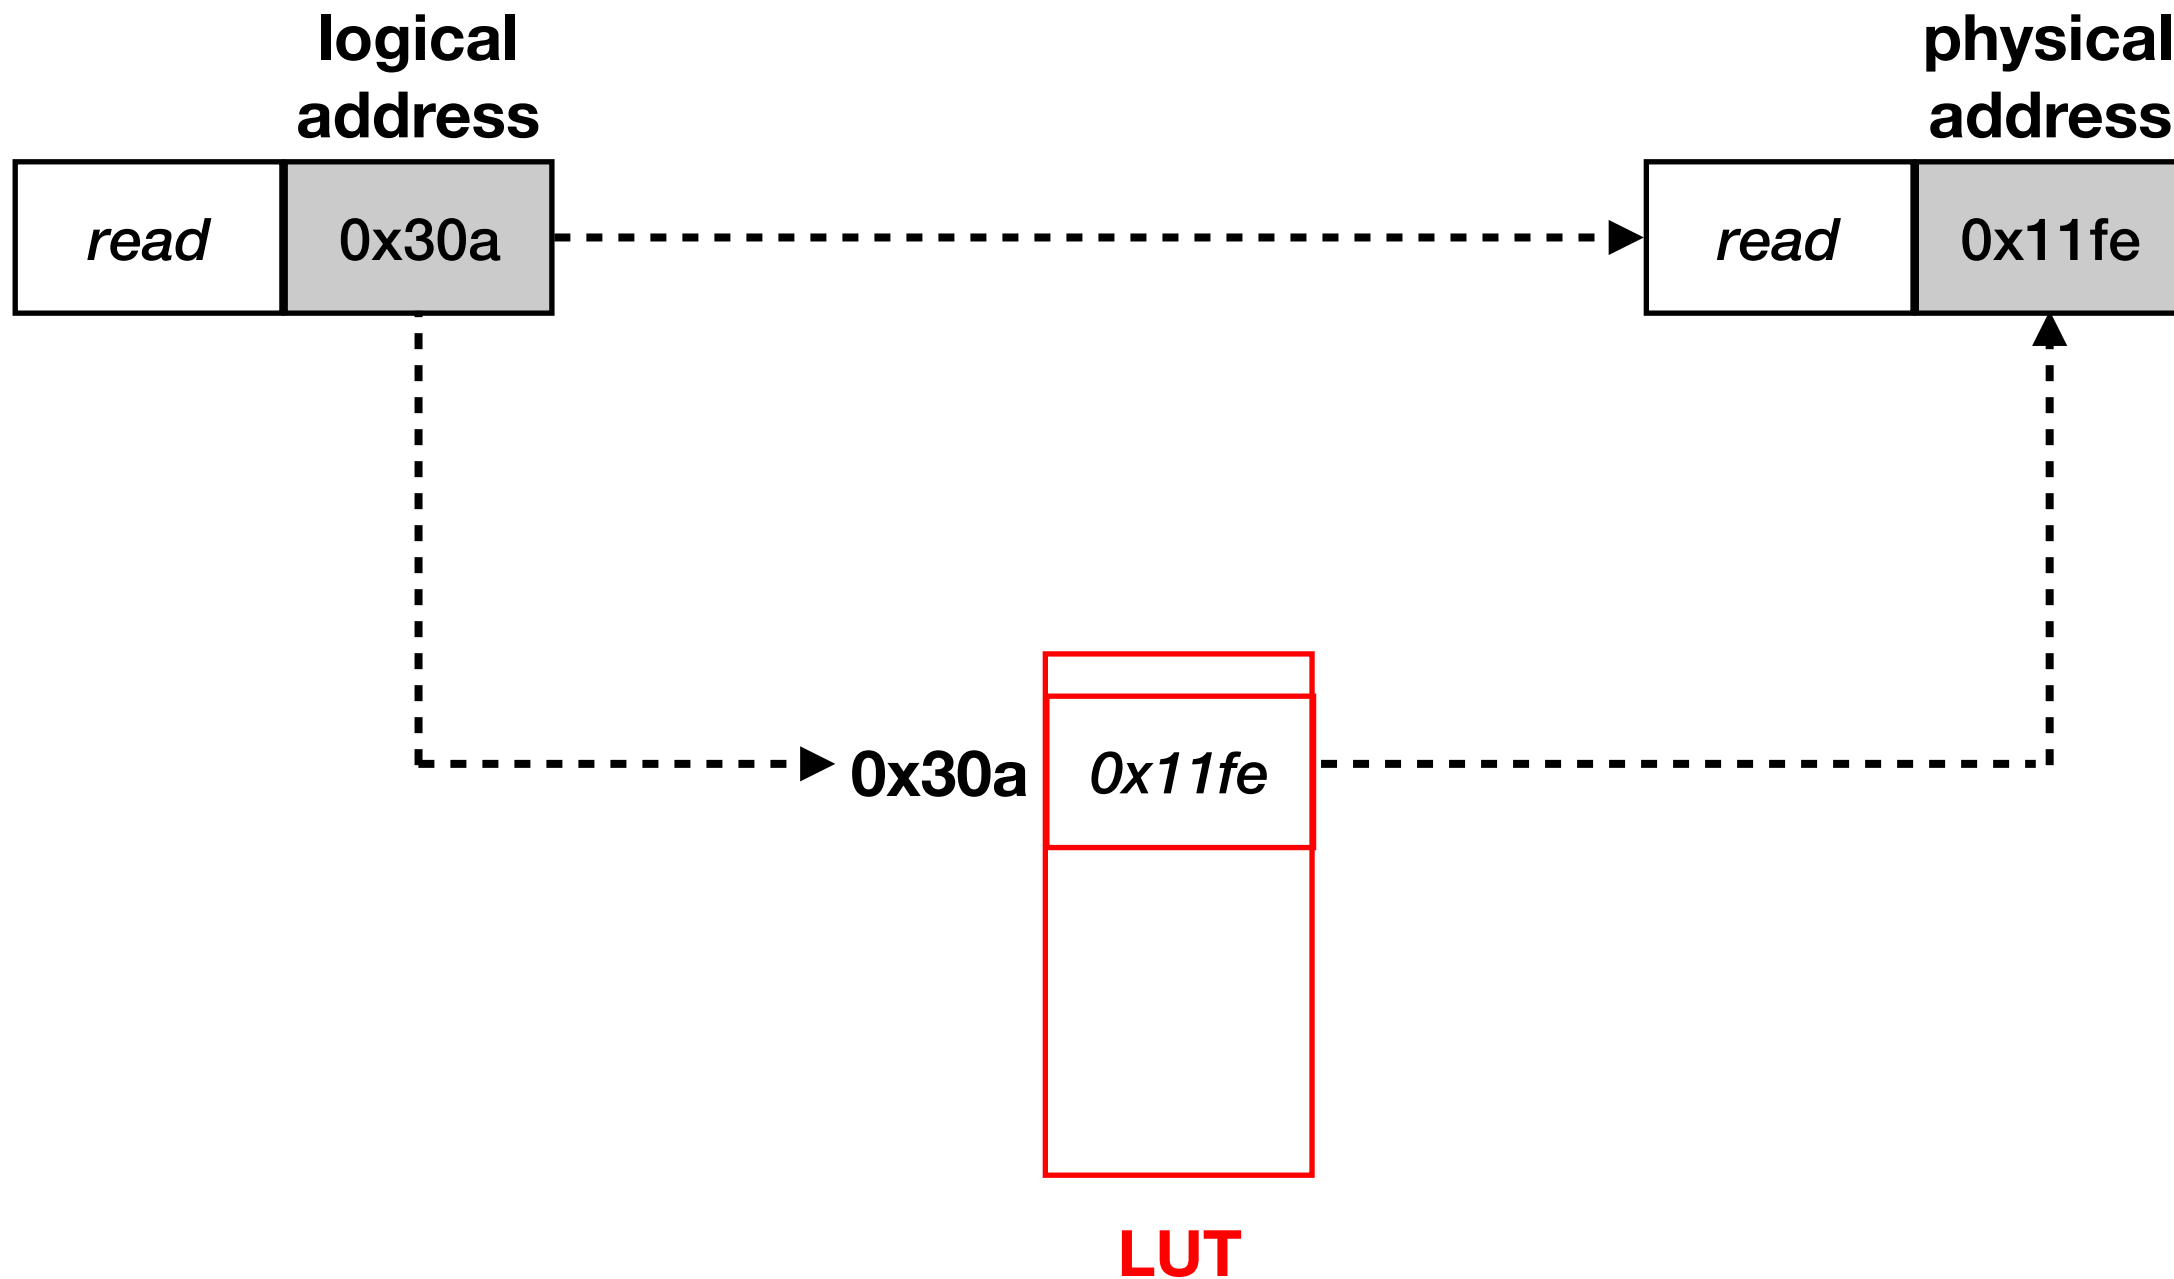 logical
address
physical
address
read
0x30a
read
0x11fe
0x30a
0x11fe
LUT